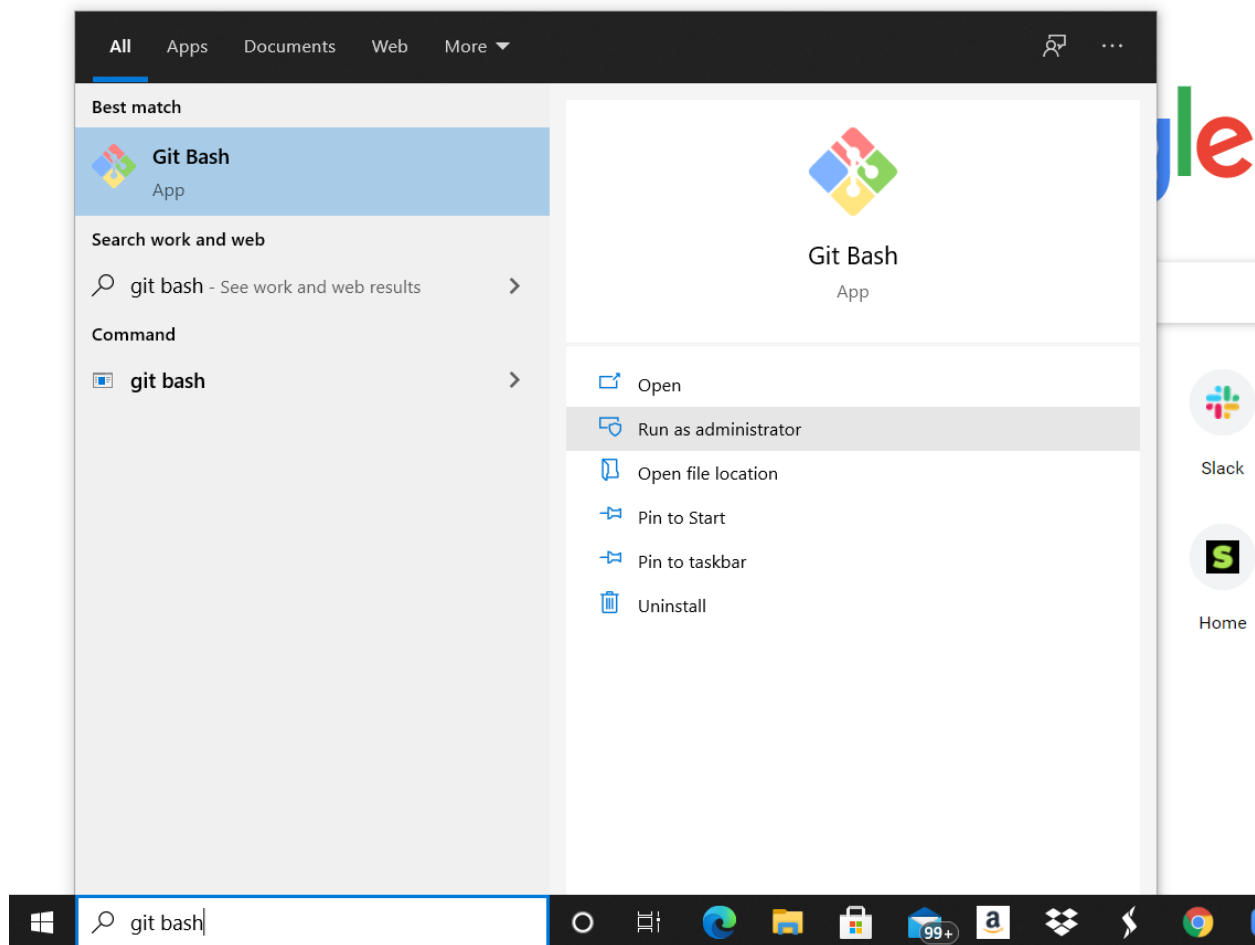 All Apps Documents Web More
Best match
Git Bash
App
Search work and web
git bash - See work and web results
Command
git bash
Git Bash
App
Open
Run as administrator
Open file location
Pin to Start
Pin to taskbar
Uninstall
gle
Slack
S
Home
git bash
99+
a